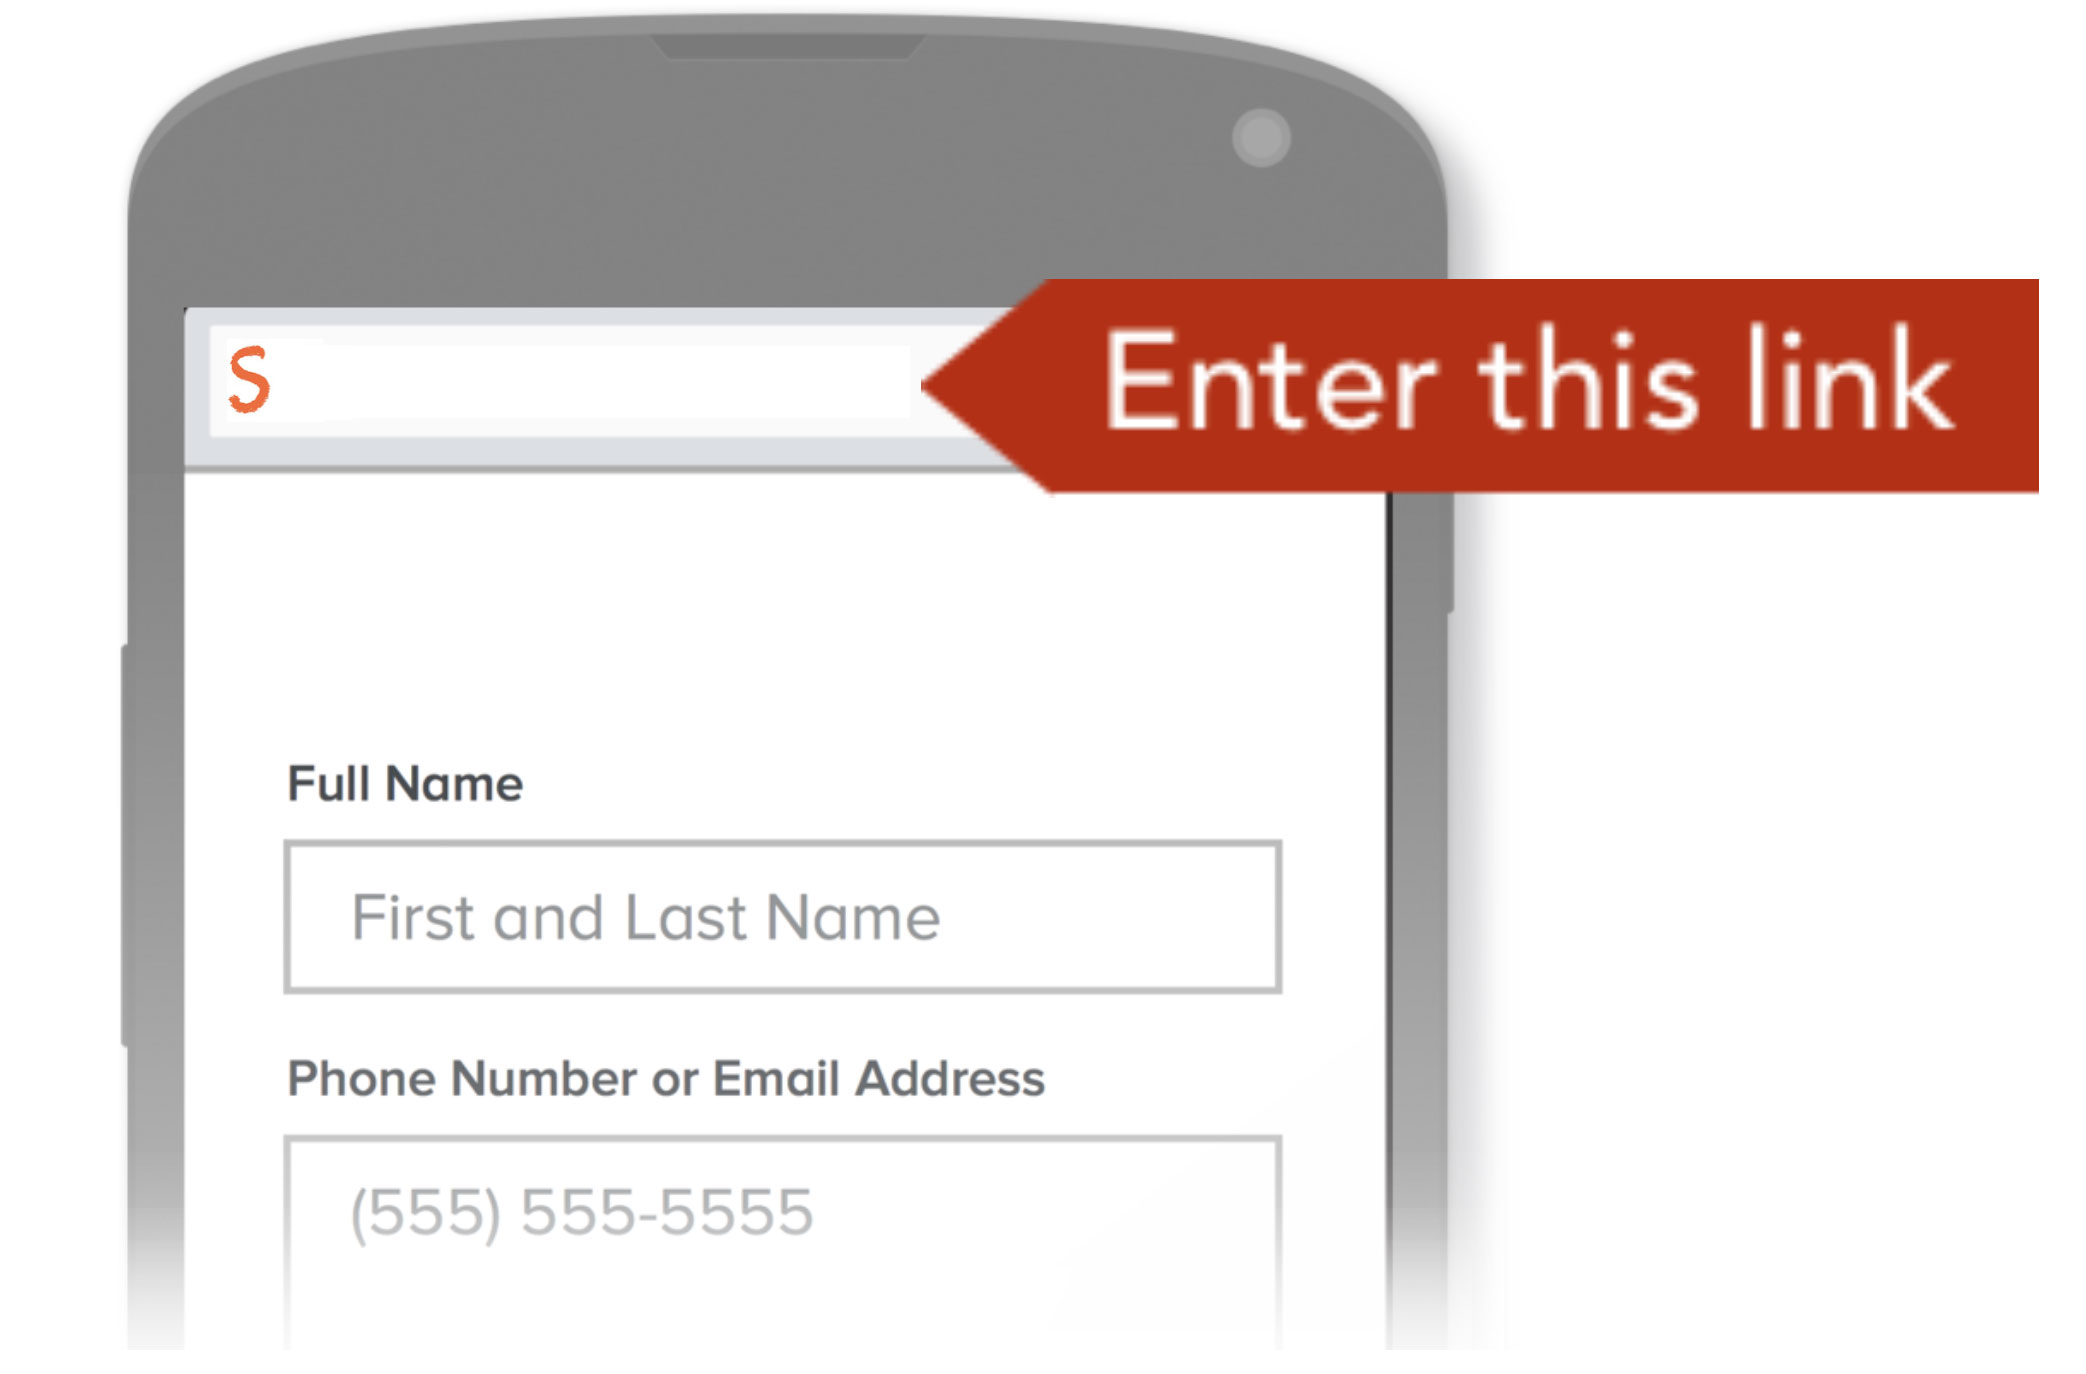 S
Enter this link
Full Name
First and Last Name
Phone Number or Email Address
(555) 555-5555